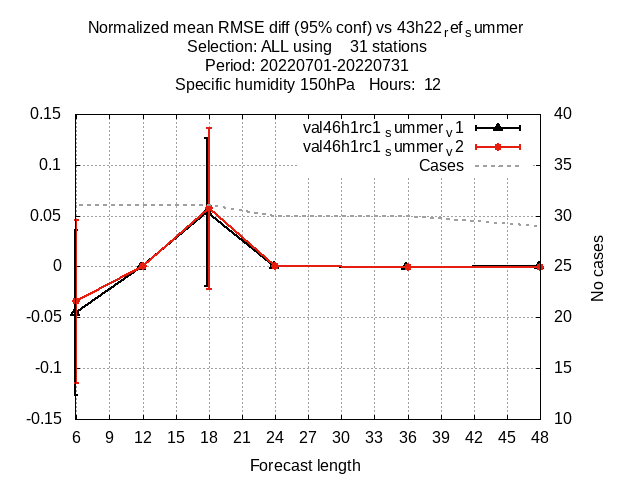 Normalized mean RMSE diff (95% conf) vs 43h22refsummer
Selection: ALL using 31 stations
Period: 20220701-20220731
Specific humidity 150hPa Hours: 12
0.15 40
val46h1rc1summerv1
val46h1rc1summerv2
Cases
0.1 35
0.05 30
0 25
-0.05 20
-0.1 15
-0.15 10
No cases
6 9 12 15 18 21 24 27 30 33 36 39 42 45 48
Forecast length